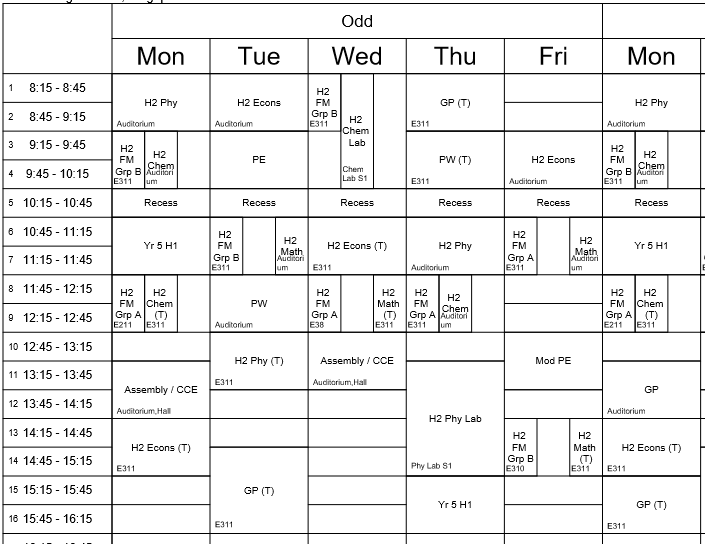 Odd
Mon Tue Wed Thu Fri Mon
1 8:15 - 8:45
2 8:45 - 9:15
3 9:15 - 9:45
4 9:45 - 10:15
5 10:15 - 10:45
6 10:45 - 11:15
7 11:15 - 11:45
8 11:45 - 12:15
9 12:15 - 12:45
10 12:45 - 13:15
11 13:15 - 13:45
12 13:45 - 14:15
13 14:15 - 14:45
14 14:45 - 15:15
15 15:15 - 15:45
16 15:45 - 16:15
H2 Phy
Auditorium
H2
FM
Grp B
E311
H2
Chem
Auditori
um
Recess
Yr 5 H1
H2
FM
Grp A
E211
H2
Chem
(T)
E311
Assembly / CCE
Auditorium,Hall
H2 Econs (T)
E311
H2 Econs
Auditorium
PE
Recess
H2
FM
Grp B
E311
H2
Math
Auditori
um
PW
Auditorium
H2 Phy (T)
E311
GP (T)
E311
H2
FM
Grp B
E311
H2
Chem
Lab
Chem
Lab S1
Recess
H2 Econs (T)
E311
H2
FM
Grp A
E38
H2
Math
(T)
E311
Assembly / CCE
Auditorium,Hall
GP (T)
E311
PW (T)
E311
Recess
H2 Phy
Auditorium
H2
FM
Grp A
E311
H2
Chem
Auditori
um
H2 Phy Lab
Phy Lab S1
Yr 5 H1
H2 Econs
Auditorium
Recess
H2
FM
Grp A
E311
H2
Math
Auditori
um
Mod PE
H2
FM
Grp B
E310
H2
Math
(T)
E311
H2 Phy
Auditorium
H2
FM
Grp B
E311
H2
Chem
Auditori
um
Recess
Yr 5 H1
H2
FM
Grp A
E211
H2
Chem
(T)
E311
GP
Auditorium
H2 Econs (T)
E311
GP (T)
E311